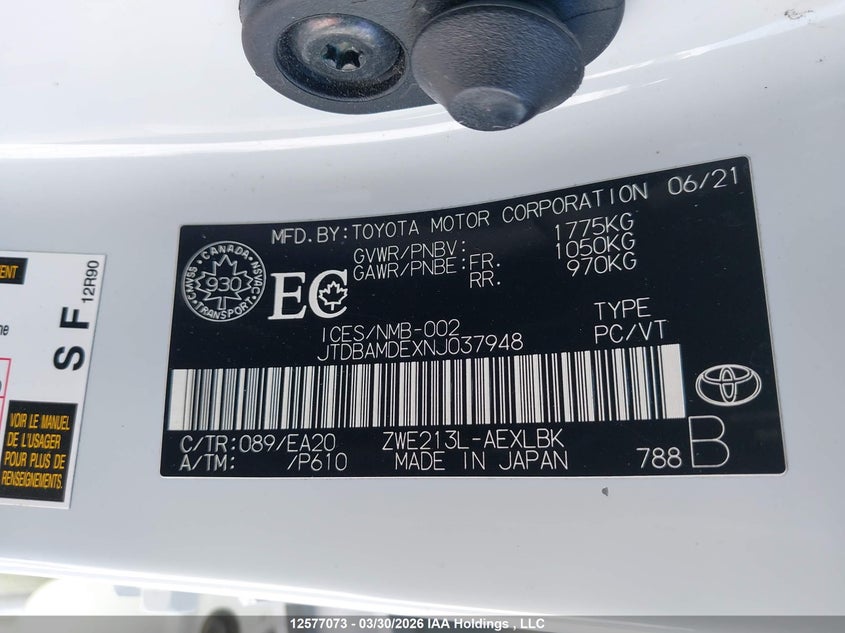 MFD. BY: TOYOTA MOTOR CORPORATION 06/21
GVWR/PNBV: 1775KG
GAWR/PNBE: FR. 1050KG
RR. 970KG
CANADA
CMVSS NSVAC
930
TRANSPORT
EC
ICES/NMB-002
TYPE
JTDBAMDEXNJ037948
PC/VT
C/TR: 089/EA20
ZWE213L-AEXLBK
A/TM: /P610
MADE IN JAPAN
788 B
S F
12R90
VOIR LE MANUEL
DE L'USAGER
POUR PLUS DE
RENSEIGNEMENTS.
12577073 - 03/30/2026 IAA Holdings , LLC